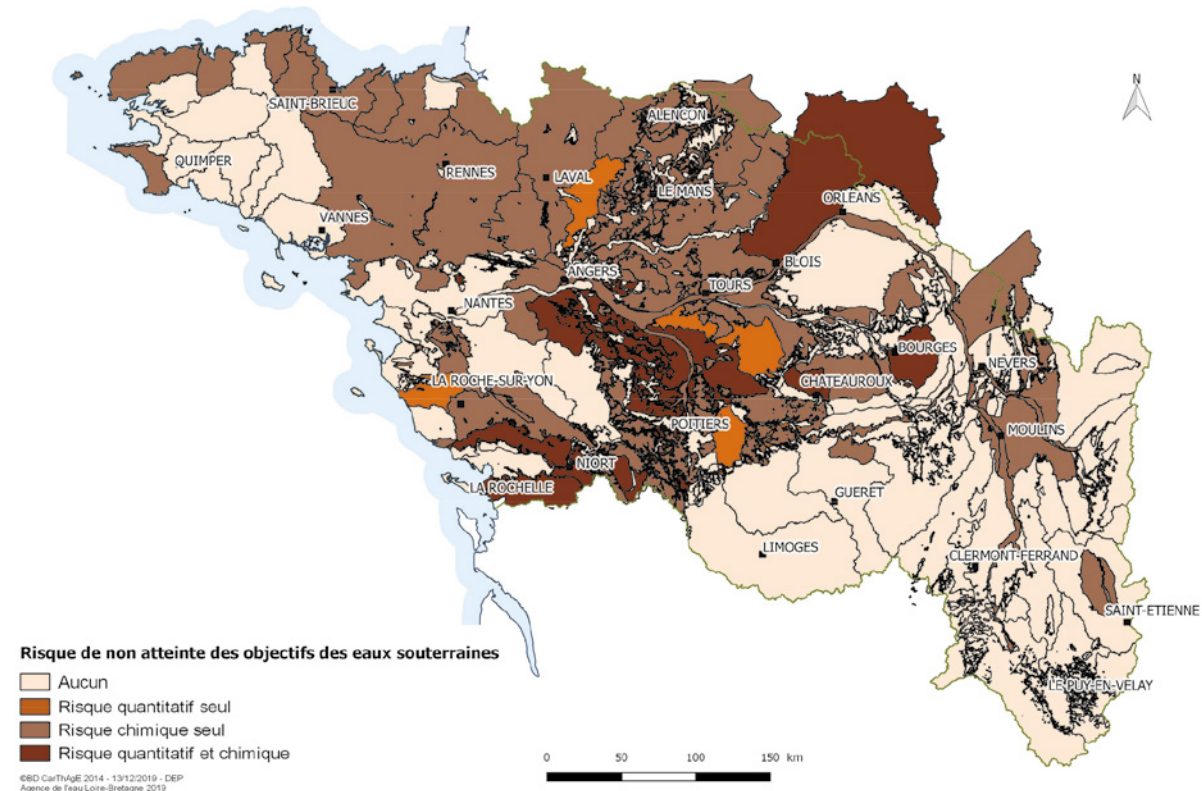 N
ALENCON
SAINT-BRIEUC
QUIMPER
RENNES
LAVAL
LE MANS
ORLEANS
VANNES
BLOIS
ANGERS
TOURS
NANTES
BOURGES
NEVERS
LA ROCHE-SUR-YON
CHATEAUROUX
POITIERS
MOULINS
NIORT
LA ROCHELLE
GUERET
LIMOGES
CLERMONT-FERRAND
SAINT-ETIENNE
LE-PUY-EN-VELAY
Risque de non atteinte des objectifs des eaux souterraines
Aucun
Risque quantitatif seul
Risque chimique seul
Risque quantitatif et chimique
0 50 100 150 km
©BD CarThAgE 2014 - 13/12/2019 - DEP
Agence de l'eau Loire-Bretagne 2019